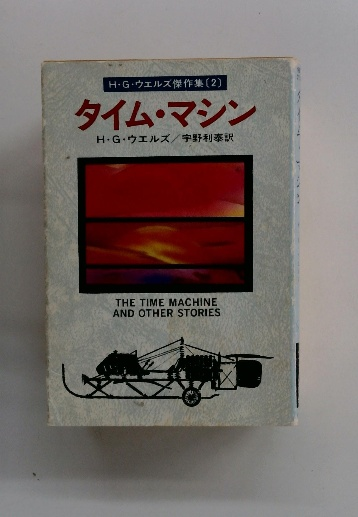 H・G・ウエルズ傑作集〔2〕
タイム・マシン
H・G・ウエルズ／宇野利泰訳
THE TIME MACHINE
AND OTHER STORIES